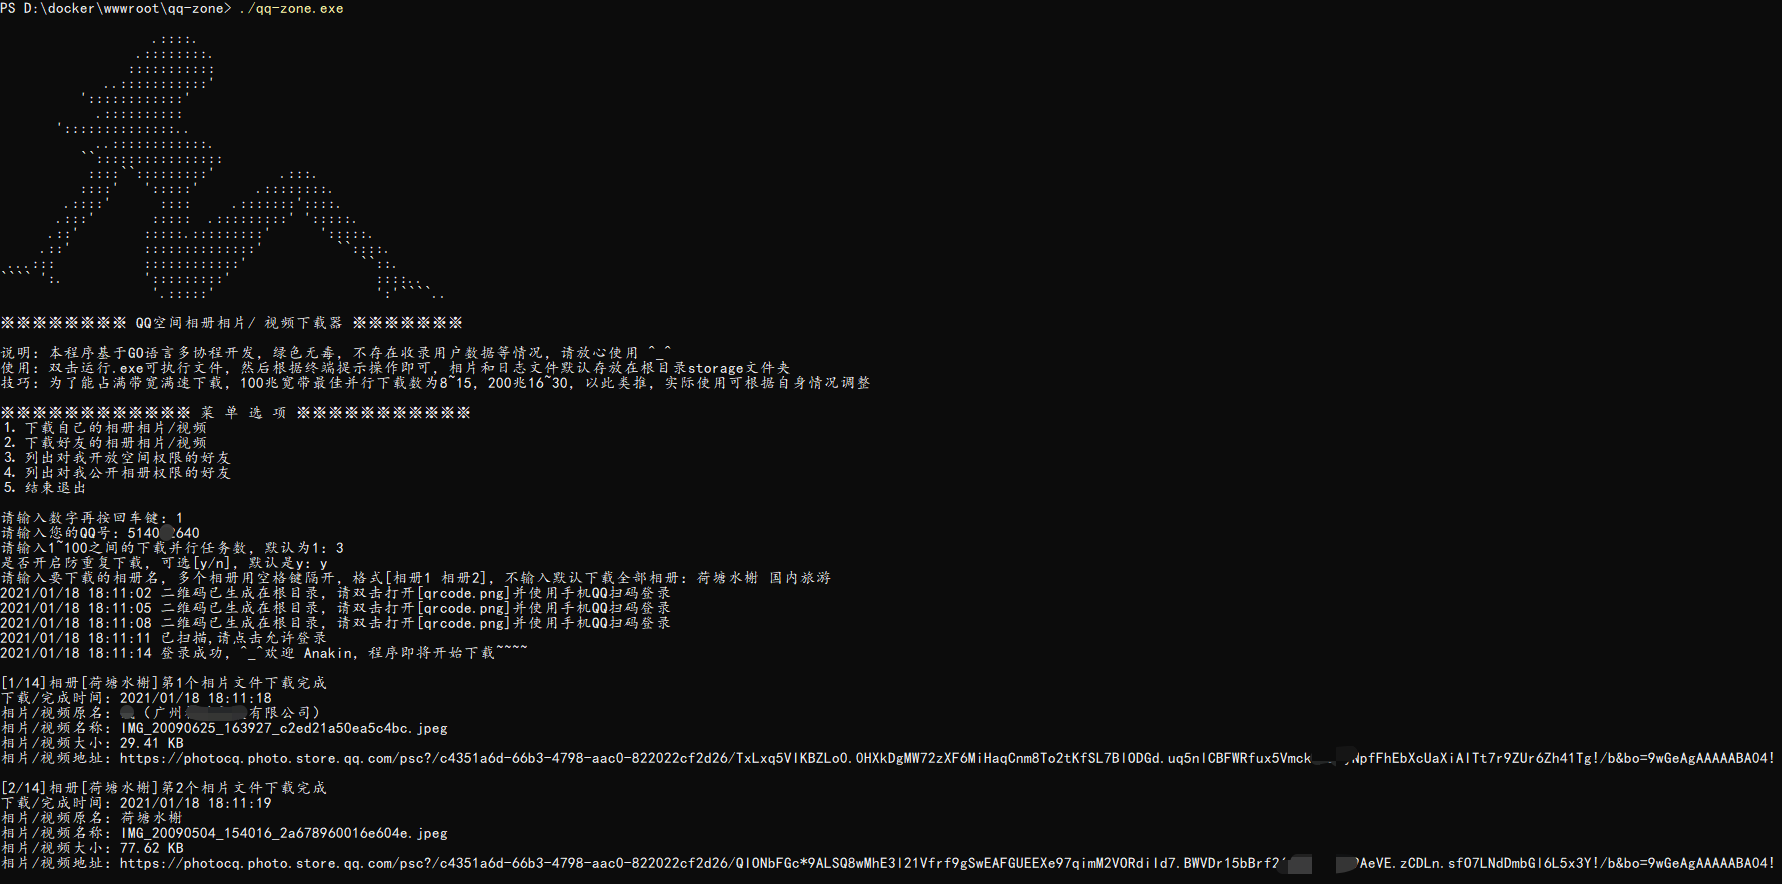 PS D:\docker\wwwroot\qq-zone> ./qq-zone.exe
※※※※※※※※ QQ空间相册相片/ 视频下载器 ※※※※※※※
说明: 本程序基于GO语言多协程开发, 绿色无毒, 不存在收录用户数据等情况, 请放心使用 ^_^
使用: 双击运行.exe可执行文件, 然后根据终端提示操作即可, 相片和日志文件默认存放在根目录storage文件夹
技巧: 为了能占满带宽满速下载, 100兆宽带最佳并行下载数为8~15, 200兆16~30, 以此类推, 实际使用可根据自身情况调整
※※※※※※※※※※※※ 菜 单 选 项 ※※※※※※※※※※※
1. 下载自己的相册相片/视频
2. 下载好友的相册相片/视频
3. 列出对我开放空间权限的好友
4. 列出对我公开相册权限的好友
5. 结束退出
请输入数字再按回车键: 1
请输入您的QQ号: 5140 2640
请输入1~100之间的下载并行任务数, 默认为1: 3
是否开启防重复下载, 可选[y/n], 默认是y: y
请输入要下载的相册名, 多个相册用空格键隔开, 格式[相册1 相册2], 不输入默认下载全部相册: 荷塘水榭 国内旅游
2021/01/18 18:11:02 二维码已生成在根目录, 请双击打开[qrcode.png]并使用手机QQ扫码登录
2021/01/18 18:11:05 二维码已生成在根目录, 请双击打开[qrcode.png]并使用手机QQ扫码登录
2021/01/18 18:11:08 二维码已生成在根目录, 请双击打开[qrcode.png]并使用手机QQ扫码登录
2021/01/18 18:11:11 已扫描,请点击允许登录
2021/01/18 18:11:14 登录成功, ^_^欢迎 Anakin, 程序即将开始下载~~~~
[1/14]相册[荷塘水榭]第1个相片文件下载完成
下载/完成时间: 2021/01/18 18:11:18
相片/视频原名: (广州 有限公司)
相片/视频名称: IMG_20090625_163927_c2ed21a50ea5c4bc.jpeg
相片/视频大小: 29.41 KB
相片/视频地址: https://photocq.photo.store.qq.com/psc?/c4351a6d-66b3-4798-aac0-822022cf2d26/TxLxq5VlKBZLo0.OHXkDgMW72zXF6MiHaqCnm8To2tKfSL7BlODGd.uq5nlCBFWRfux5Vmck NpfFhEbXcUaXiAITt7r9ZUr6Zh41Tg!/b&bo=9wGeAgAAAAABA04!
[2/14]相册[荷塘水榭]第2个相片文件下载完成
下载/完成时间: 2021/01/18 18:11:19
相片/视频原名: 荷塘水榭
相片/视频名称: IMG_20090504_154016_2a678960016e604e.jpeg
相片/视频大小: 77.62 KB
相片/视频地址: https://photocq.photo.store.qq.com/psc?/c4351a6d-66b3-4798-aac0-822022cf2d26/QlONbFGc*9ALSQ8wMhE3l21Vfrf9gSwEAFGUEEXe97qimM2VORdiId7.BWVDr15bBrf2 AeVE.zCDLn.sf07LNdDmbGl6L5x3Y!/b&bo=9wGeAgAAAAABA04!